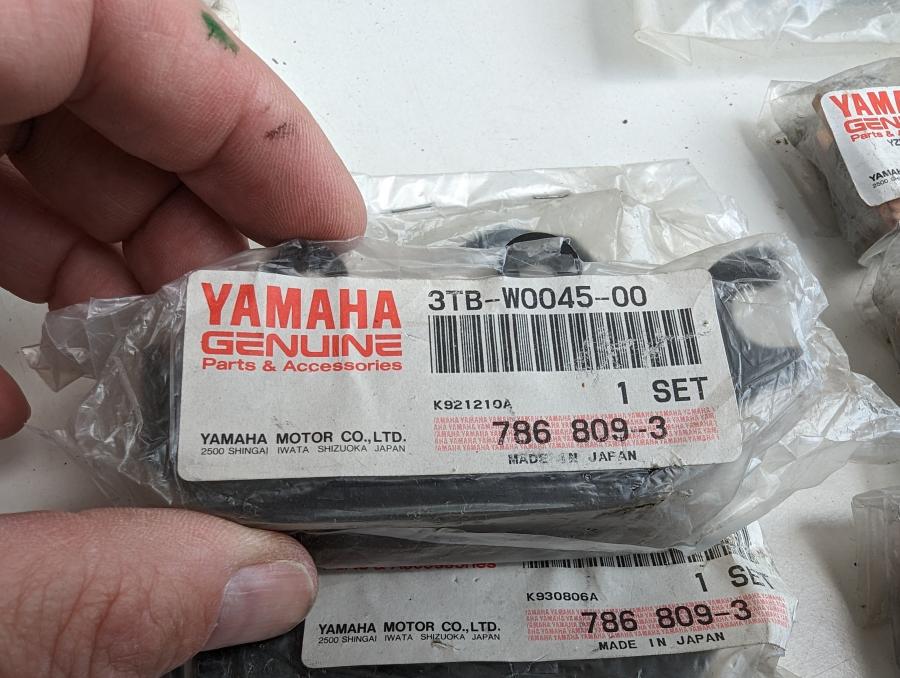 YAMAHA
GENUINE
Parts & Accessories
3TB-W0045-00
K921210A
1 SET
786 809-3
YAMAHA MOTOR CO.,LTD.
2500 SHINGAI IWATA SHIZUOKA JAPAN
MADE IN JAPAN
K930806A
1 SET
786 809-3
YAMAHA MOTOR CO.,LTD.
2500 SHINGAI IWATA SHIZUOKA JAPAN
MADE IN JAPAN